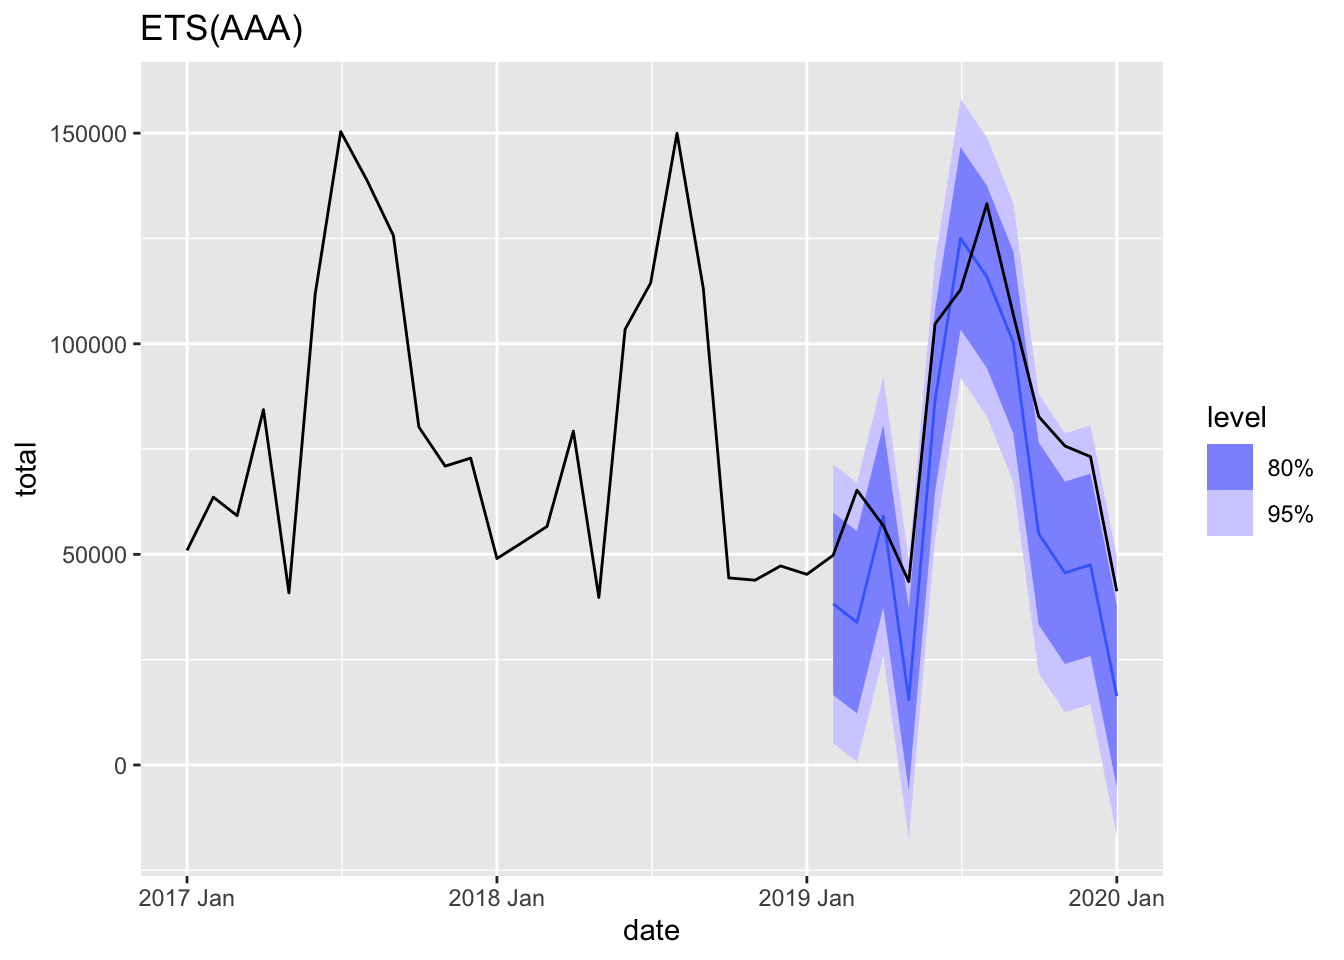 ETS(AAA)
total
150000
100000
50000
0
2017 Jan
2018 Jan
2019 Jan
2020 Jan
date
level
80%
95%